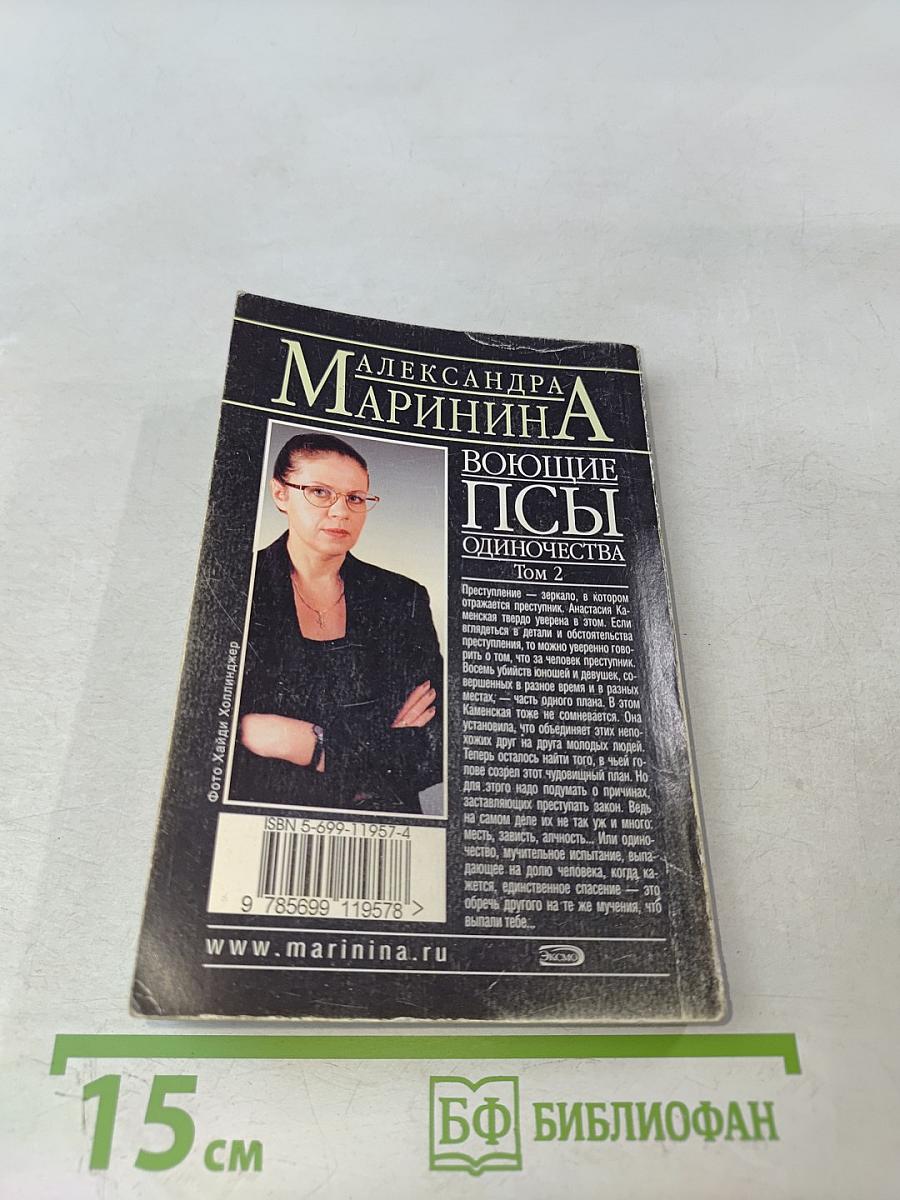 АЛЕКСАНДРА
МАРИНИНА
ВОЮЩИЕ
ПСЫ
ОДИНОЧЕСТВА
Том 2
Преступление — зеркало, в котором
отражается преступник. Анастасия Ка-
менская твердо уверена в этом. Если
вглядеться в детали и обстоятельства
преступления, то можно уверенно гово-
рить о том, что за человек преступник.
Восемь убийств юношей и девушек, со-
вершенных в разное время и в разных
местах, — часть одного плана. В этом
Каменская тоже не сомневается. Она
установила, что объединяет этих непо-
хожих друг на друга молодых людей.
Теперь осталось найти того, в чьей го-
лове созрел этот чудовищный план. Но
для этого надо подумать о причинах,
заставляющих преступать закон. Ведь
на самом деле их не так уж и много:
месть, зависть, алчность... Или одино-
чество, мучительное испытание, выпа-
дающее на долю человека, когда, ка-
жется, единственное спасение — это
обречь другого на те же мучения, что
выпали тебе...
Фото Хайди Холлинджер
ISBN 5-699-11957-4
9 785699 119578 >
www.marinina.ru
ЭКСМО
15 см
БФ БИБЛИОФАН